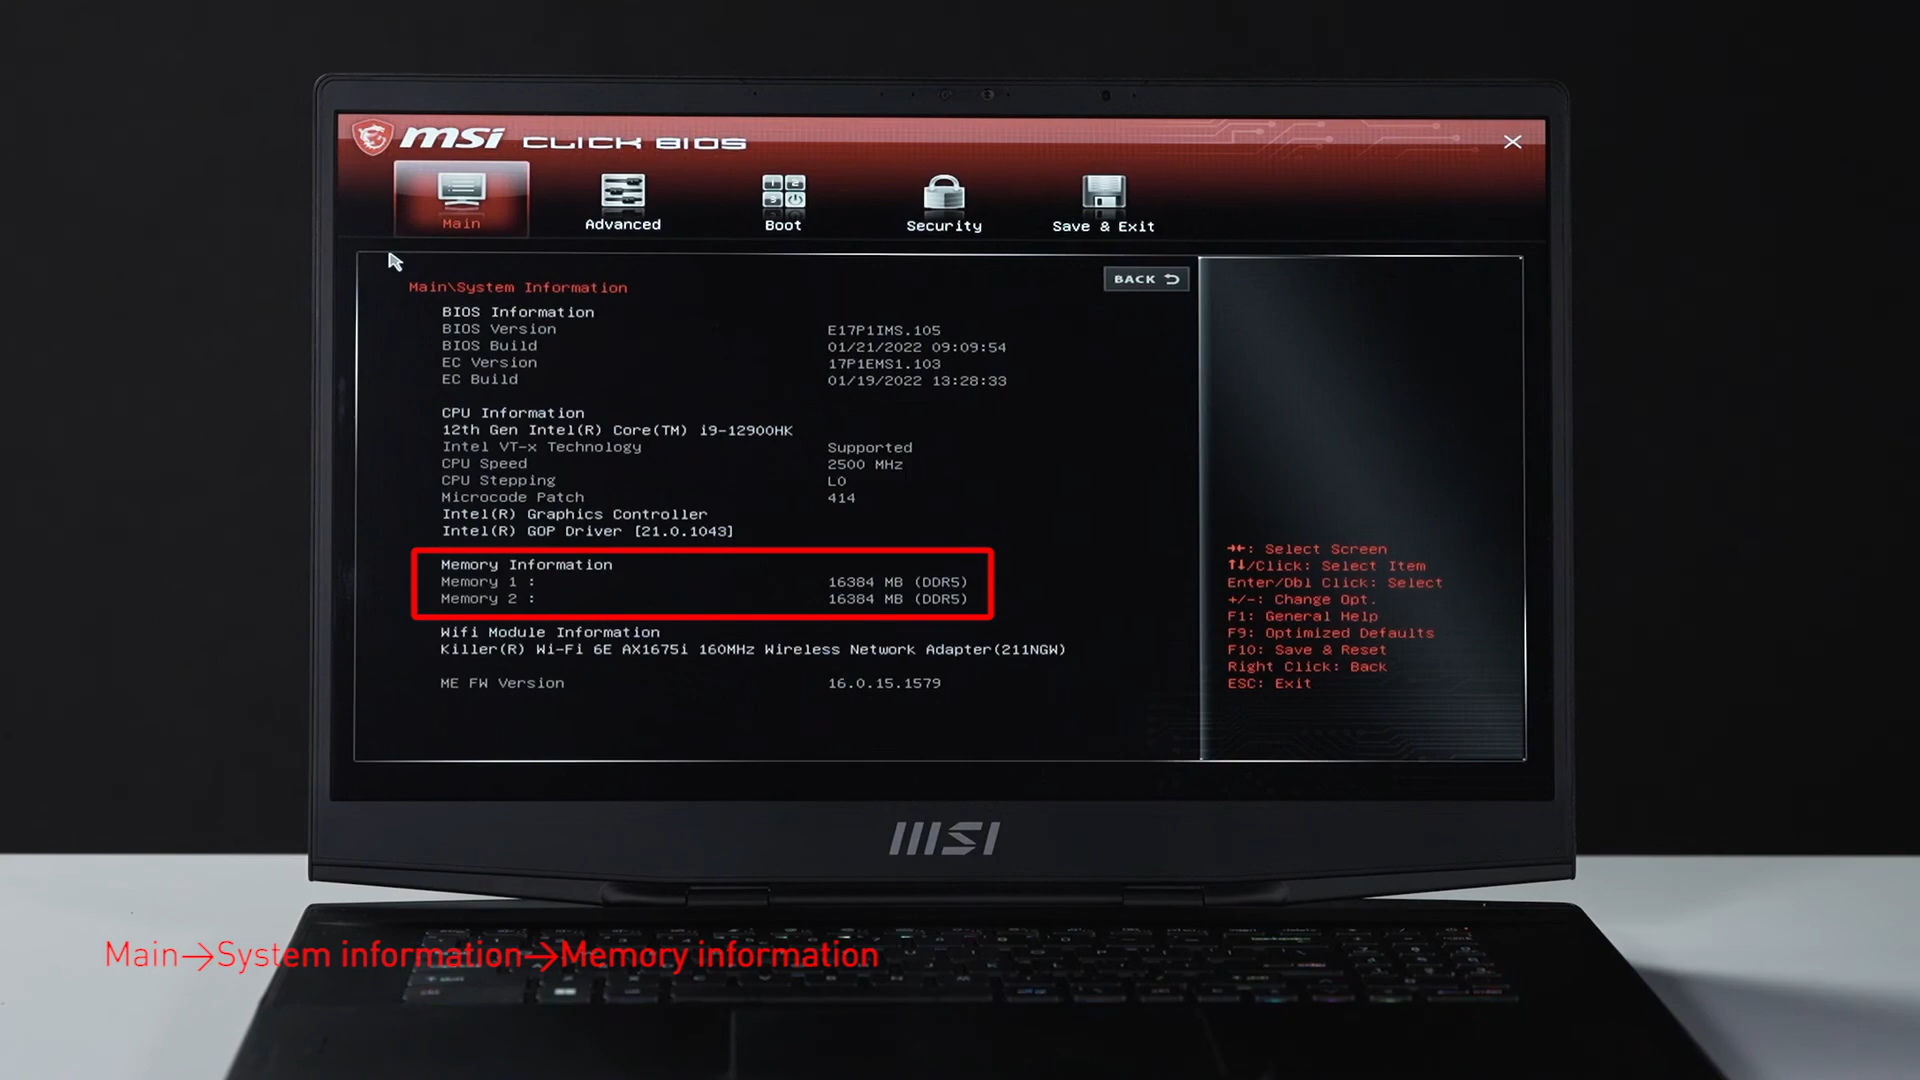 msi CLICK BIOS
Main
Advanced
Boot
Security
Save & Exit
Main\System Information
BACK
BIOS Information
BIOS Version E17P1IMS.105
BIOS Build 01/21/2022 09:09:54
EC Version 17P1EMS1.103
EC Build 01/19/2022 13:28:33
CPU Information
12th Gen Intel(R) Core(TM) i9-12900HK
Intel VT-x Technology Supported
CPU Speed 2500 MHz
CPU Stepping L0
Microcode Patch 414
Intel(R) Graphics Controller
Intel(R) GOP Driver [21.0.1043]
Memory Information
Memory 1 : 16384 MB (DDR5)
Memory 2 : 16384 MB (DDR5)
Wifi Module Information
Killer(R) Wi-Fi 6E AX1675i 160MHz Wireless Network Adapter(211NGW)
ME FW Version 16.0.15.1579
→←: Select Screen
↑↓/Click: Select Item
Enter/Dbl Click: Select
+/-: Change Opt.
F1: General Help
F9: Optimized Defaults
F10: Save & Reset
Right Click: Back
ESC: Exit
msi
Main→System information→Memory information